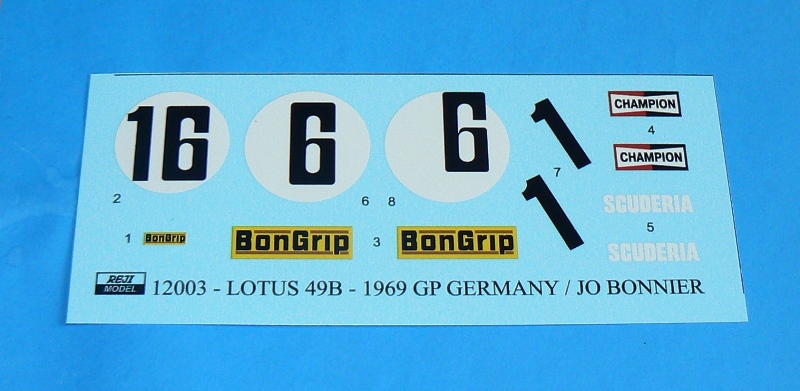 16
6
6
1
CHAMPION
4
CHAMPION
7
2
6
8
1
SCUDERIA
5
SCUDERIA
1
BonGrip
BonGrip
3
BonGrip
REJI
MODEL
12003 - LOTUS 49B - 1969 GP GERMANY / JO BONNIER